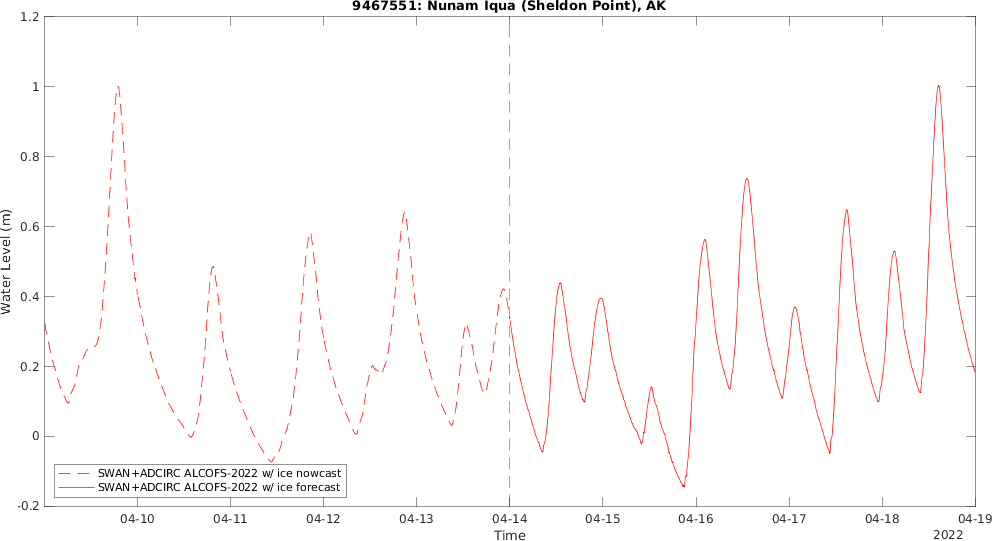 9467551: Nunam Iqua (Sheldon Point), AK
1.2
1
0.8
0.6
0.4
0.2
0
-0.2
Water Level (m)
SWAN+ADCIRC ALCOFS-2022 w/ ice nowcast
SWAN+ADCIRC ALCOFS-2022 w/ ice forecast
04-10 04-11 04-12 04-13 04-14 04-15 04-16 04-17 04-18 04-19
Time
2022